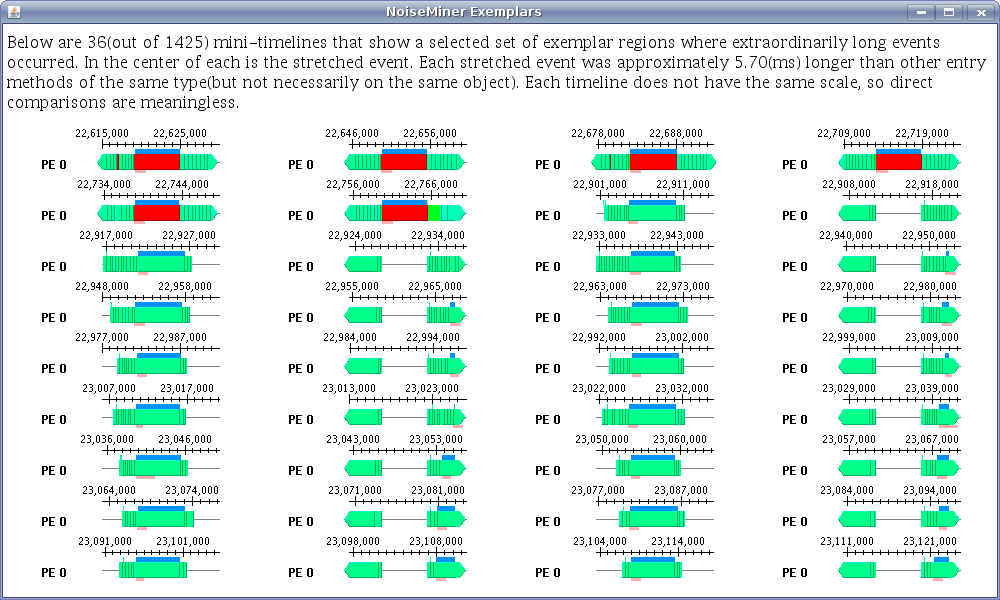 NoiseMiner Exemplars
Below are 36(out of 1425) mini-timelines that show a selected set of exemplar regions where extraordinarily long events
occurred. In the center of each is the stretched event. Each stretched event was approximately 5.70(ms) longer than other entry
methods of the same type(but not necessarily on the same object). Each timeline does not have the same scale, so direct
comparisons are meaningless.
22,615,000 22,625,000 22,646,000 22,656,000 22,678,000 22,688,000 22,709,000 22,719,000
PE 0 PE 0 PE 0 PE 0
22,734,000 22,744,000 22,756,000 22,766,000 22,901,000 22,911,000 22,908,000 22,918,000
PE 0 PE 0 PE 0 PE 0
22,917,000 22,927,000 22,924,000 22,934,000 22,933,000 22,943,000 22,940,000 22,950,000
PE 0 PE 0 PE 0 PE 0
22,948,000 22,958,000 22,955,000 22,965,000 22,963,000 22,973,000 22,970,000 22,980,000
PE 0 PE 0 PE 0 PE 0
22,977,000 22,987,000 22,984,000 22,994,000 22,992,000 23,002,000 22,999,000 23,009,000
PE 0 PE 0 PE 0 PE 0
23,007,000 23,017,000 23,013,000 23,023,000 23,022,000 23,032,000 23,029,000 23,039,000
PE 0 PE 0 PE 0 PE 0
23,036,000 23,046,000 23,043,000 23,053,000 23,050,000 23,060,000 23,057,000 23,067,000
PE 0 PE 0 PE 0 PE 0
23,064,000 23,074,000 23,071,000 23,081,000 23,077,000 23,087,000 23,084,000 23,094,000
PE 0 PE 0 PE 0 PE 0
23,091,000 23,101,000 23,098,000 23,108,000 23,104,000 23,114,000 23,111,000 23,121,000
PE 0 PE 0 PE 0 PE 0